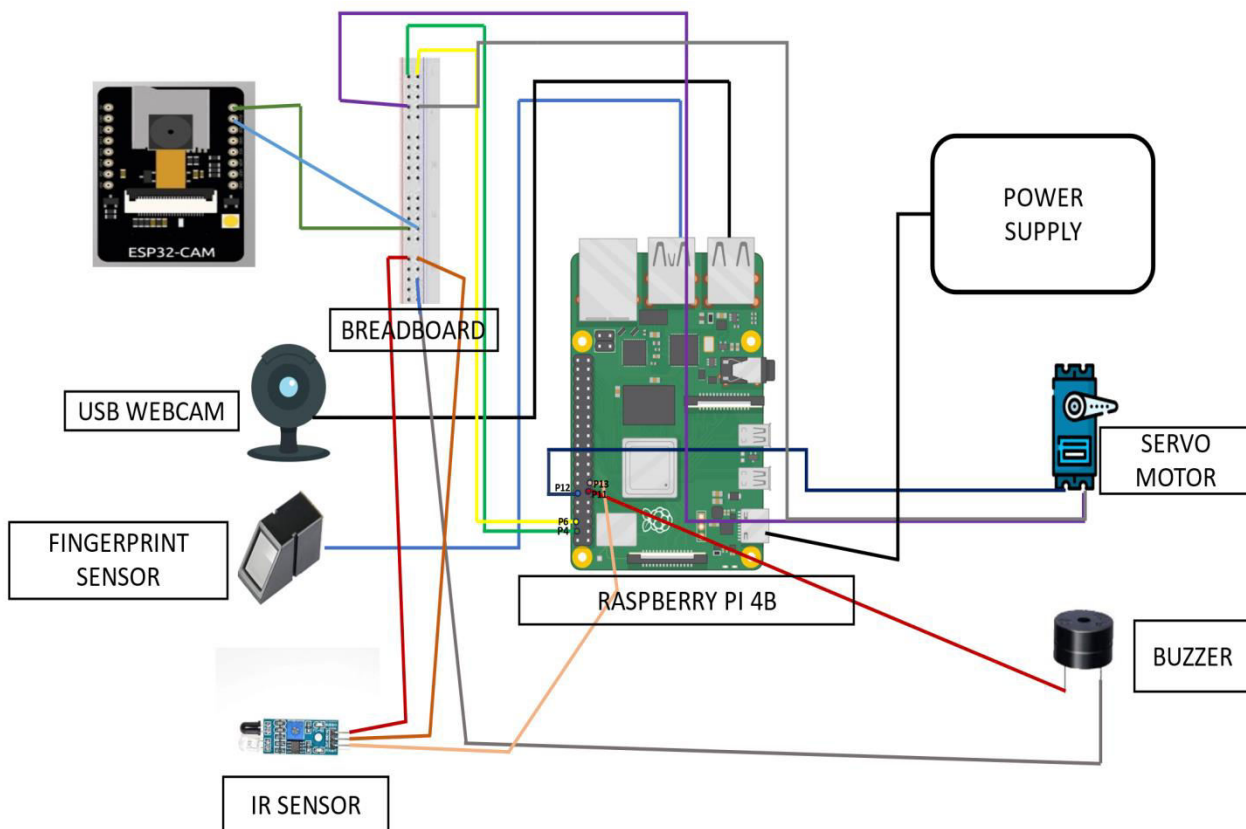 POWER
SUPPLY
ESP32-CAM
BREADBOARD
USB WEBCAM
SERVO
MOTOR
P13
P12
P11
P6
P4
FINGERPRINT
SENSOR
RASPBERRY PI 4B
BUZZER
IR SENSOR